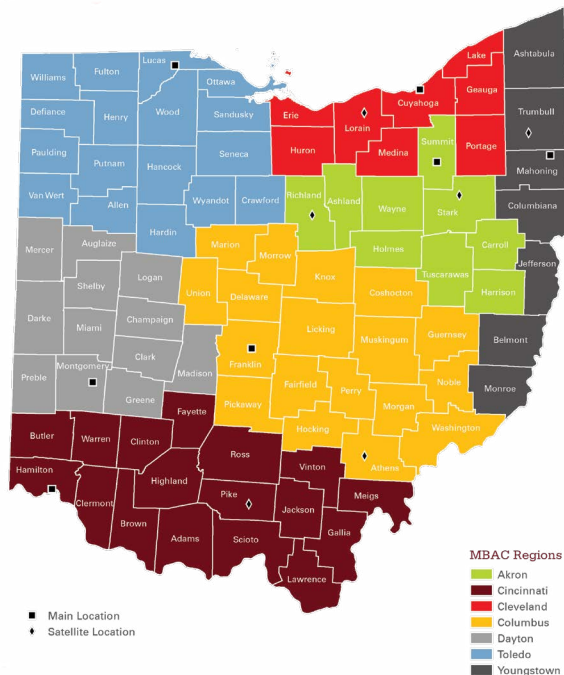 Lake
Ashtabula
Lucas
Fulton
Williams
Ottawa
Geauga
Cuyahoga
Defiance
Henry
Wood
Sandusky
Erie
Lorain
Trumbull
Summit
Huron
Medina
Portage
Paulding
Putnam
Hancock
Seneca
Mahoning
Van Wert
Allen
Wyandot
Crawford
Richland
Ashland
Wayne
Stark
Columbiana
Hardin
Mercer
Auglaize
Marion
Morrow
Holmes
Carroll
Jefferson
Logan
Knox
Tuscarawas
Shelby
Union
Delaware
Coshocton
Harrison
Darke
Champaign
Miami
Licking
Muskingum
Guernsey
Belmont
Clark
Franklin
Preble
Montgomery
Madison
Fairfield
Perry
Noble
Monroe
Greene
Fayette
Pickaway
Morgan
Hocking
Washington
Butler
Warren
Clinton
Ross
Vinton
Athens
Hamilton
Highland
Pike
Meigs
Clermont
Jackson
Brown
Adams
Scioto
Gallia
Lawrence
MBAC Regions
Akron
Cincinnati
Cleveland
Columbus
Dayton
Toledo
Youngstown
Main Location
Satellite Location